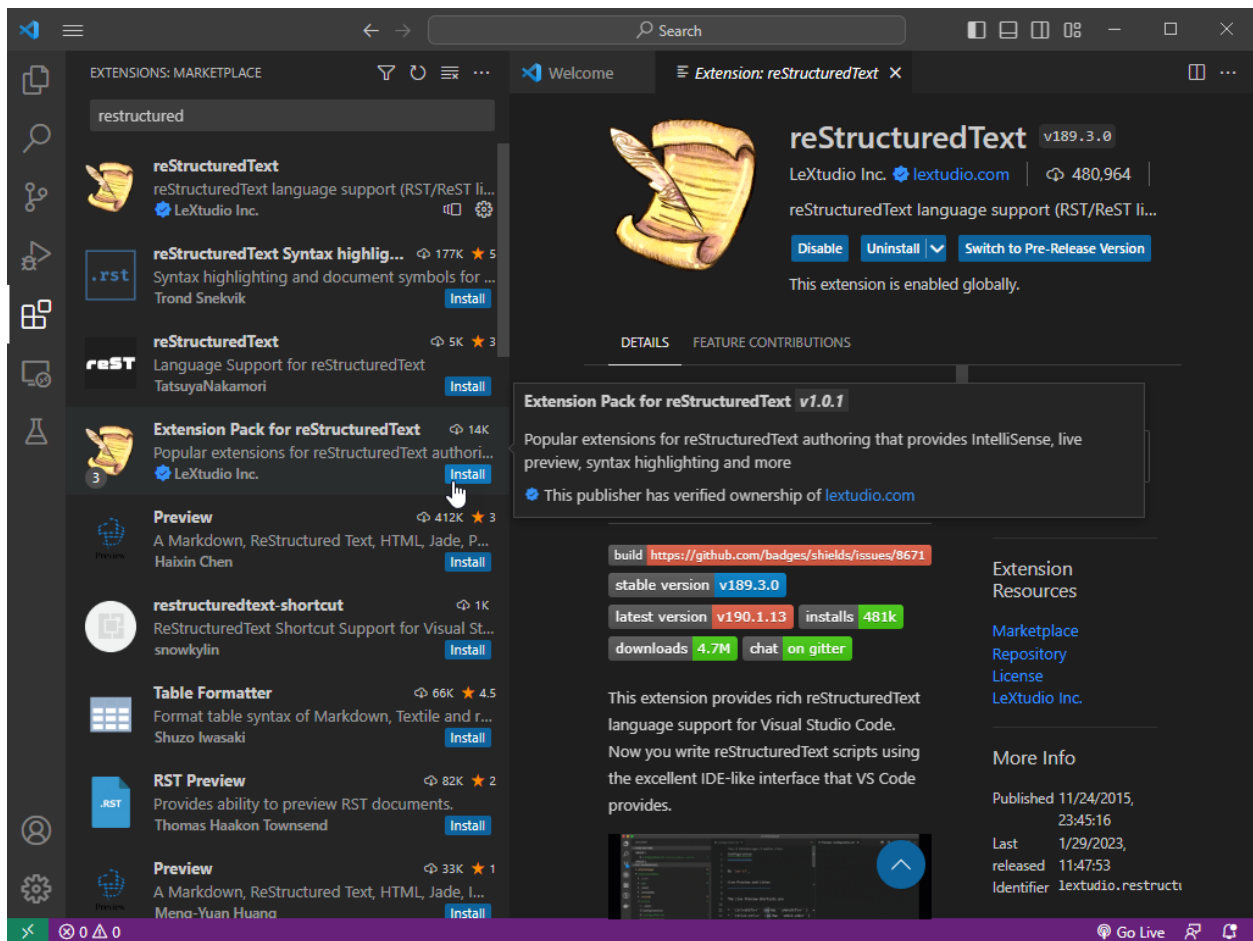 Search
EXTENSIONS: MARKETPLACE
restructured
reStructuredText
reStructuredText language support (RST/ReST li...
LeXtudio Inc.
reStructuredText Syntax highlig... 177K ★ 5
.rst
Syntax highlighting and document symbols for ...
Trond Snekvik Install
reStructuredText 5K ★ 3
reST
Language Support for reStructuredText
TatsuyaNakamori Install
Extension Pack for reStructuredText 14K
Popular extensions for reStructuredText authori...
3
LeXtudio Inc. Install
Preview 412K ★ 3
A Markdown, ReStructured Text, HTML, Jade, P...
Preview
Haixin Chen Install
restructuredtext-shortcut 1K
ReStructuredText Shortcut Support for Visual St...
snowkylin Install
Table Formatter 66K ★ 4.5
Format table syntax of Markdown, Textile and r...
Shuzo Iwasaki Install
RST Preview 82K ★ 2
.RST
Provides ability to preview RST documents.
Thomas Haakon Townsend Install
Preview 33K ★ 1
A Markdown, ReStructured Text, HTML, Jade, I...
Preview
Meng-Yuan Huang Install
Welcome
Extension: reStructuredText
reStructuredText v189.3.0
LeXtudio Inc. lextudio.com 480,964
reStructuredText language support (RST/ReST li...
Disable Uninstall Switch to Pre-Release Version
This extension is enabled globally.
DETAILS FEATURE CONTRIBUTIONS
Extension Pack for reStructuredText v1.0.1
Popular extensions for reStructuredText authoring that provides IntelliSense, live
preview, syntax highlighting and more
This publisher has verified ownership of lextudio.com
build https://github.com/badges/shields/issues/8671
stable version v189.3.0
latest version v190.1.13 installs 481k
downloads 4.7M chat on gitter
This extension provides rich reStructuredText
language support for Visual Studio Code.
Now you write reStructuredText scripts using
the excellent IDE-like interface that VS Code
provides.
Extension
Resources
Marketplace
Repository
License
LeXtudio Inc.
More Info
Published 11/24/2015,
23:45:16
Last 1/29/2023,
released 11:47:53
Identifier lextudio.restructu
0 0
Go Live